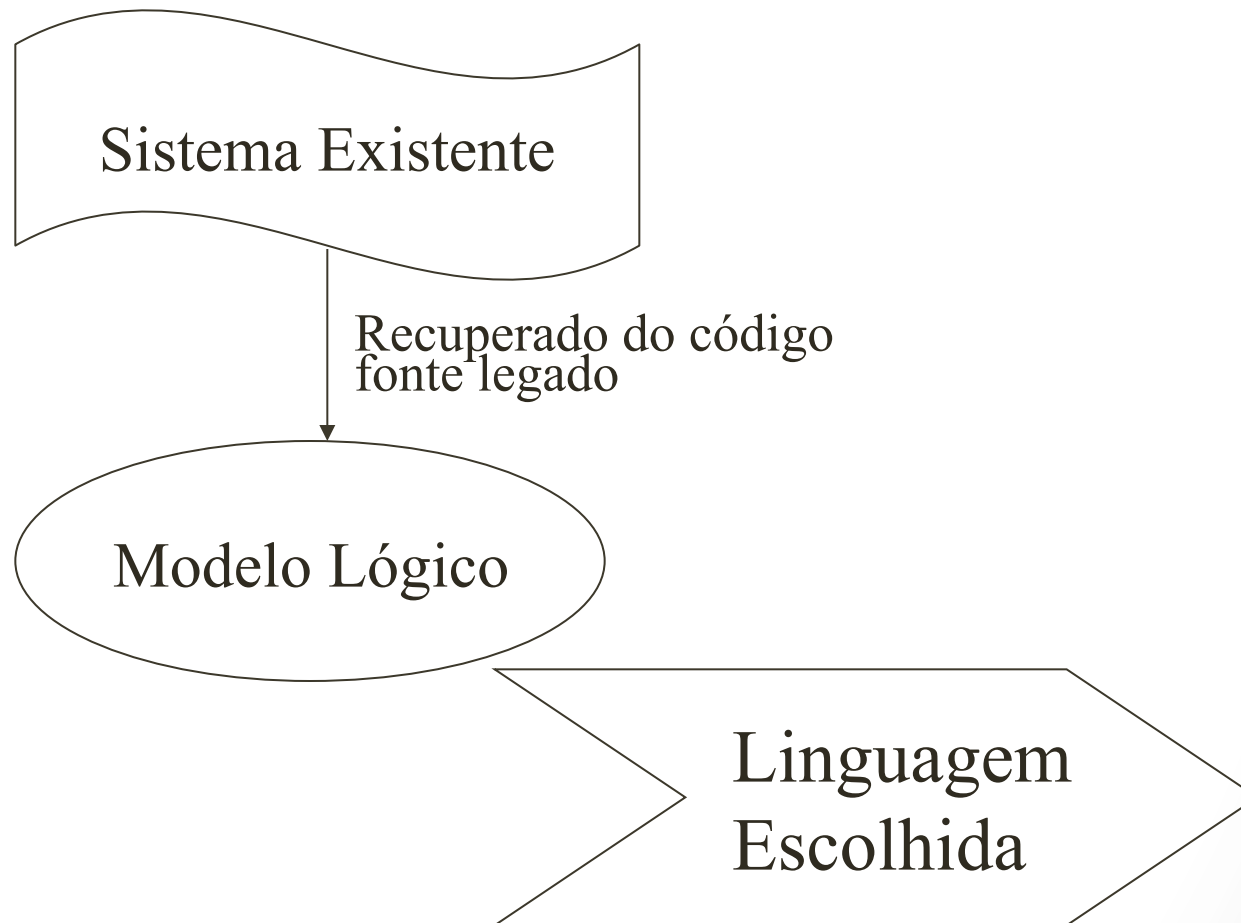 Sistema Existente
Recuperado do código
fonte legado
Modelo Lógico
Linguagem
Escolhida